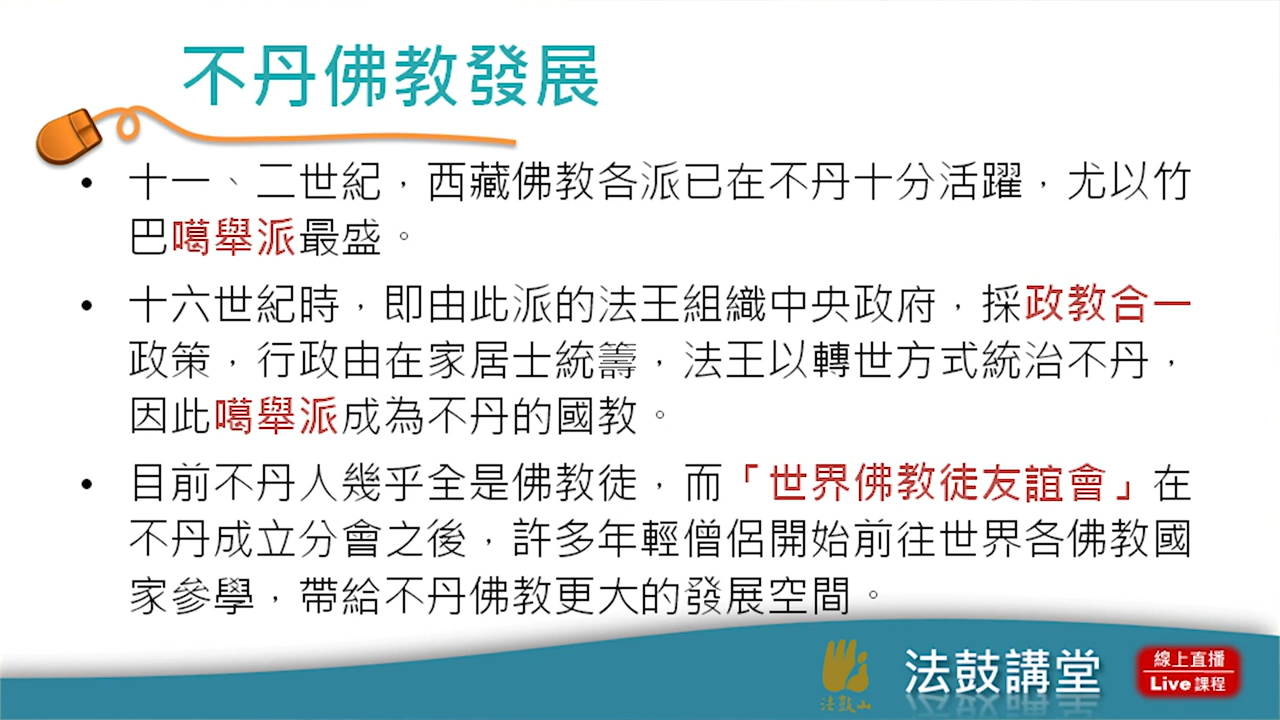 不丹佛教發展
• 十一、二世紀，西藏佛教各派已在不丹十分活躍，尤以竹
巴噶舉派最盛。
• 十六世紀時，即由此派的法王組織中央政府，採政教合一
政策，行政由在家居士統籌，法王以轉世方式統治不丹，
因此噶舉派成為不丹的國教。
• 目前不丹人幾乎全是佛教徒，而「世界佛教徒友誼會」在
不丹成立分會之後，許多年輕僧侶開始前往世界各佛教國
家參學，帶給不丹佛教更大的發展空間。
法鼓山
法鼓講堂
線上直播
Live 課程